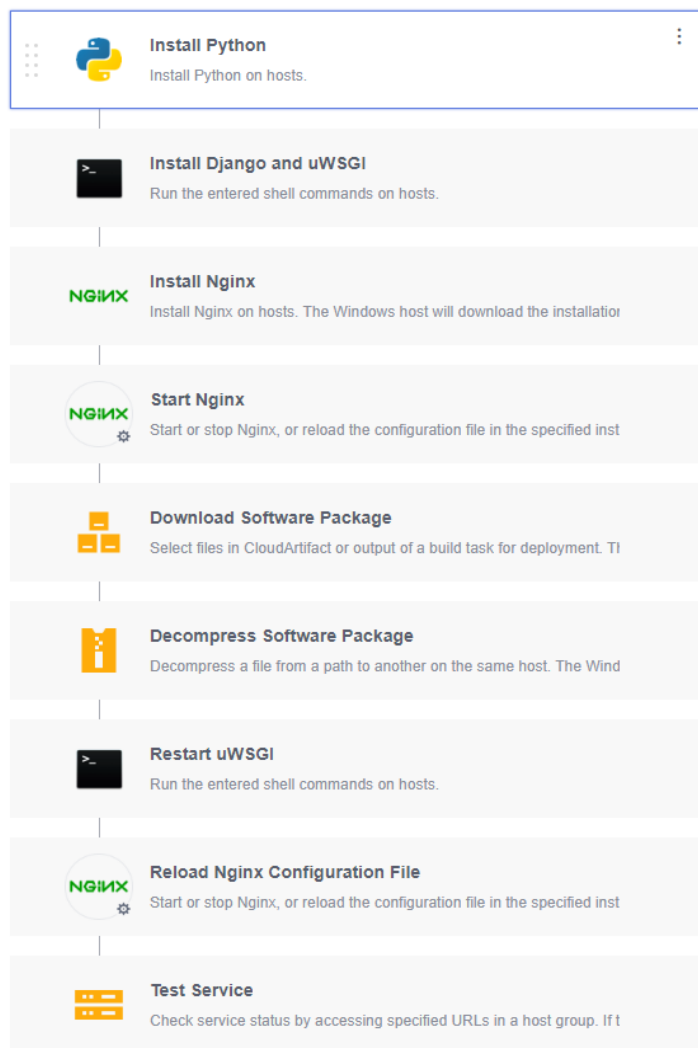 Install Python
Install Python on hosts.
>_
Install Django and uWSGI
Run the entered shell commands on hosts.
NGINX
Install Nginx
Install Nginx on hosts. The Windows host will download the installation
NGINX
Start Nginx
Start or stop Nginx, or reload the configuration file in the specified inst
Download Software Package
Select files in CloudArtifact or output of a build task for deployment. Th
Decompress Software Package
Decompress a file from a path to another on the same host. The Wind
>_
Restart uWSGI
Run the entered shell commands on hosts.
NGINX
Reload Nginx Configuration File
Start or stop Nginx, or reload the configuration file in the specified inst
Test Service
Check service status by accessing specified URLs in a host group. If t